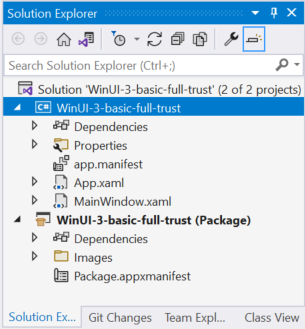 Solution Explorer
Search Solution Explorer (Ctrl+;)
Solution 'WinUI-3-basic-full-trust' (2 of 2 projects)
C# WinUI-3-basic-full-trust
Dependencies
Properties
app.manifest
App.xaml
MainWindow.xaml
WinUI-3-basic-full-trust (Package)
Dependencies
Images
Package.appxmanifest
Solution Ex... Git Changes Team Expl... Class View